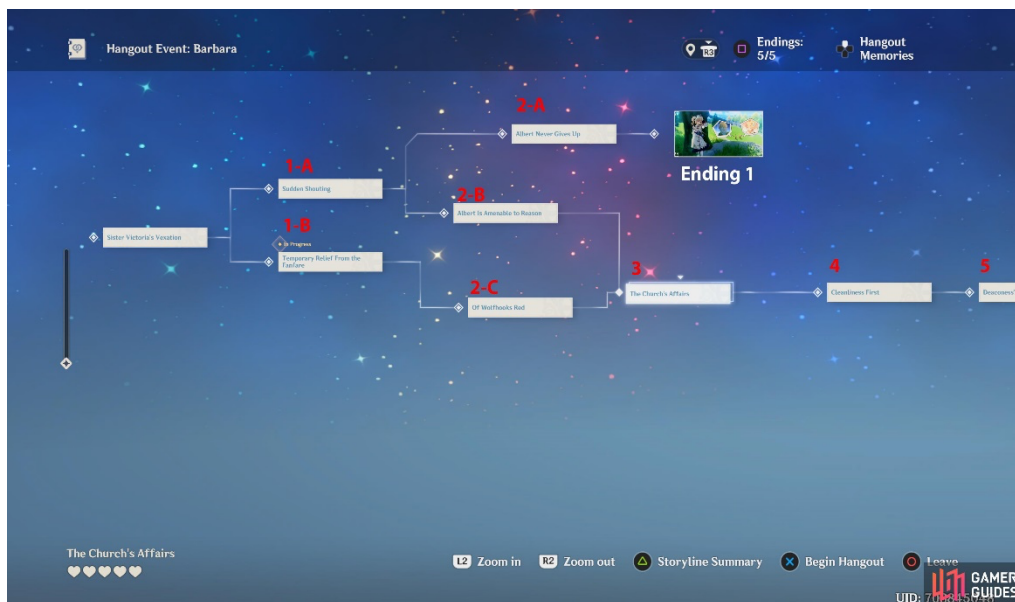 Hangout Event: Barbara
R3
Endings:
5/5
Hangout
Memories
2-A
Albert Never Gives Up
Ending 1
1-A
Sudden Shouting
2-B
Albert Is Amenable to Reason
1-B
In Progress
Temporary Relief From the
Fanfare
Sister Victoria's Vexation
2-C
Of Wolfhooks Red
3
The Church's Affairs
4
Cleanliness First
5
Deaconess'
The Church's Affairs
L2 Zoom in
R2 Zoom out
Storyline Summary
Begin Hangout
Leave
GAMER
GUIDES
UID: